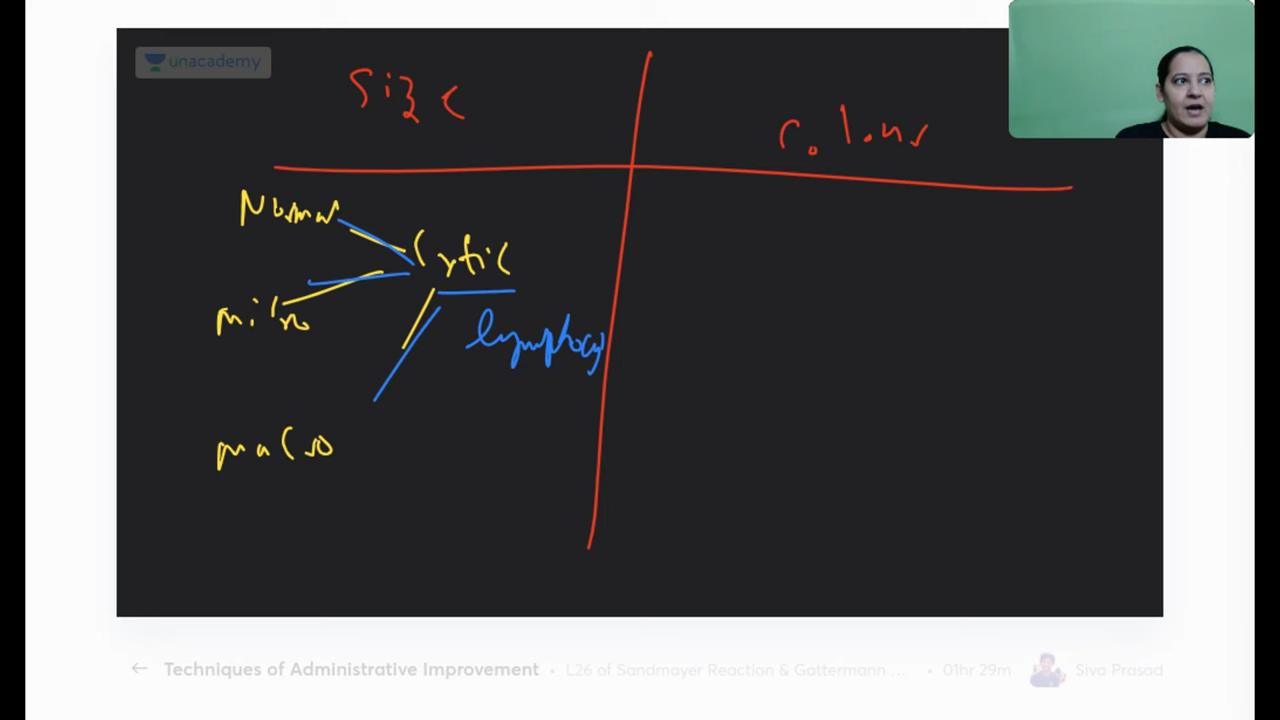 unacademy
Size
Colour
Normal
Cytic
micro
lymphocy
macro
Techniques of Administrative Improvement • L26 of Sandmayer Reaction & Gattermann ... • 01hr 29m Siva Prasad